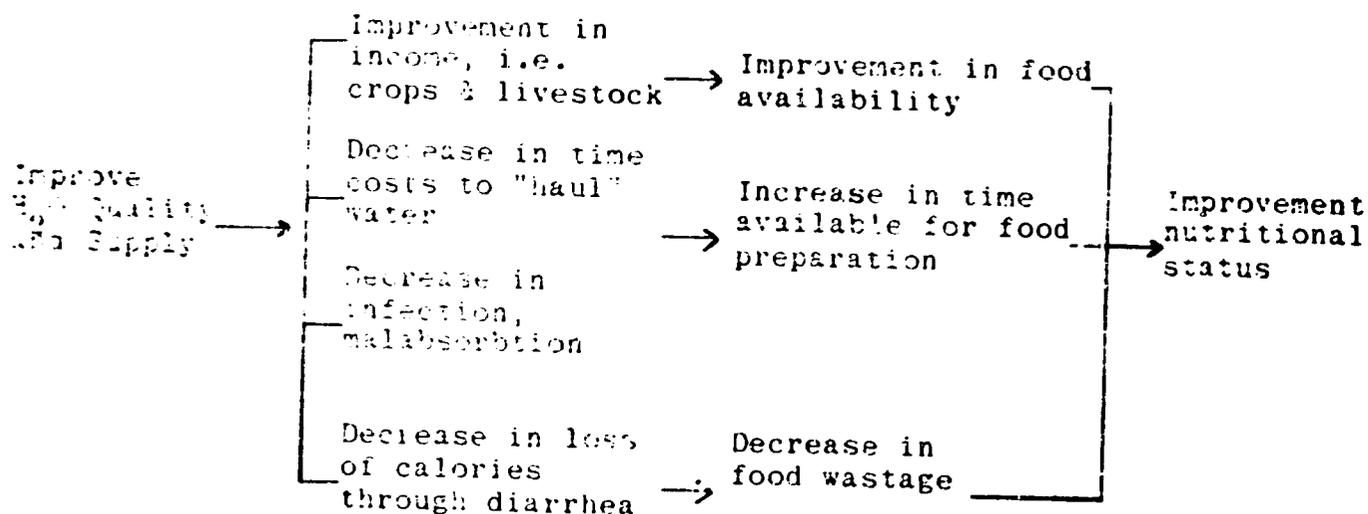 Improve
H₂O Quality
and Supply
Improvement in
income, i.e.
crops & livestock
Improvement in food
availability
Decrease in time
costs to "haul"
water
Increase in time
available for food
preparation
Decrease in
infection,
malabsorbtion
Decrease in loss
of calories
through diarrhea
Decrease in
food wastage
Improvement
nutritional
status